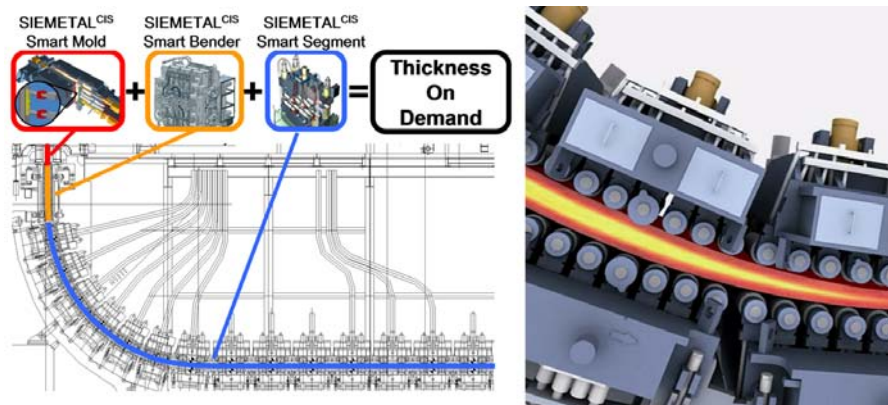 SIEMETALCIS
Smart Mold
SIEMETALCIS
Smart Bender
SIEMETALCIS
Smart Segment
+
+
=
Thickness
On
Demand